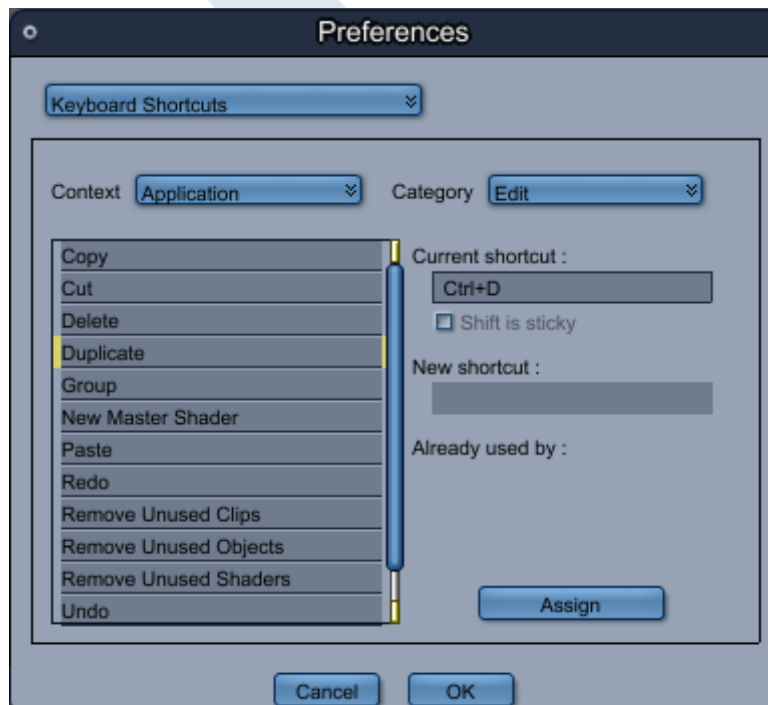 Preferences
Keyboard Shortcuts
Context Application Category Edit
Copy
Cut
Delete
Duplicate
Group
New Master Shader
Paste
Redo
Remove Unused Clips
Remove Unused Objects
Remove Unused Shaders
Undo
Current shortcut :
Ctrl+D
Shift is sticky
New shortcut :
Already used by :
Assign
Cancel OK